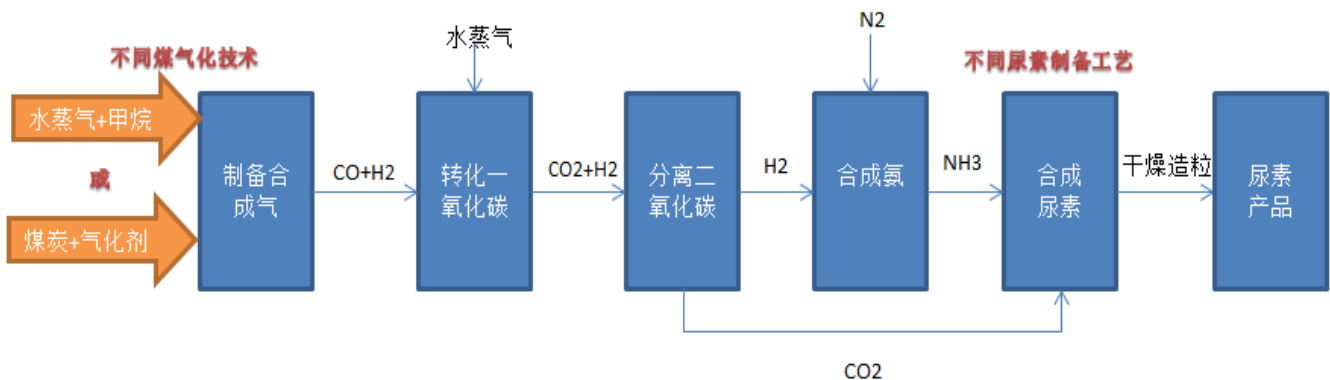 N2
水蒸气
不同煤气化技术
不同尿素制备工艺
水蒸气+甲烷
或
煤炭+气化剂
制备合
成气
CO+H2
转化一
氧化碳
CO2+H2
分离二
氧化碳
H2
合成氨
NH3
合成
尿素
干燥造粒
尿素
产品
CO2